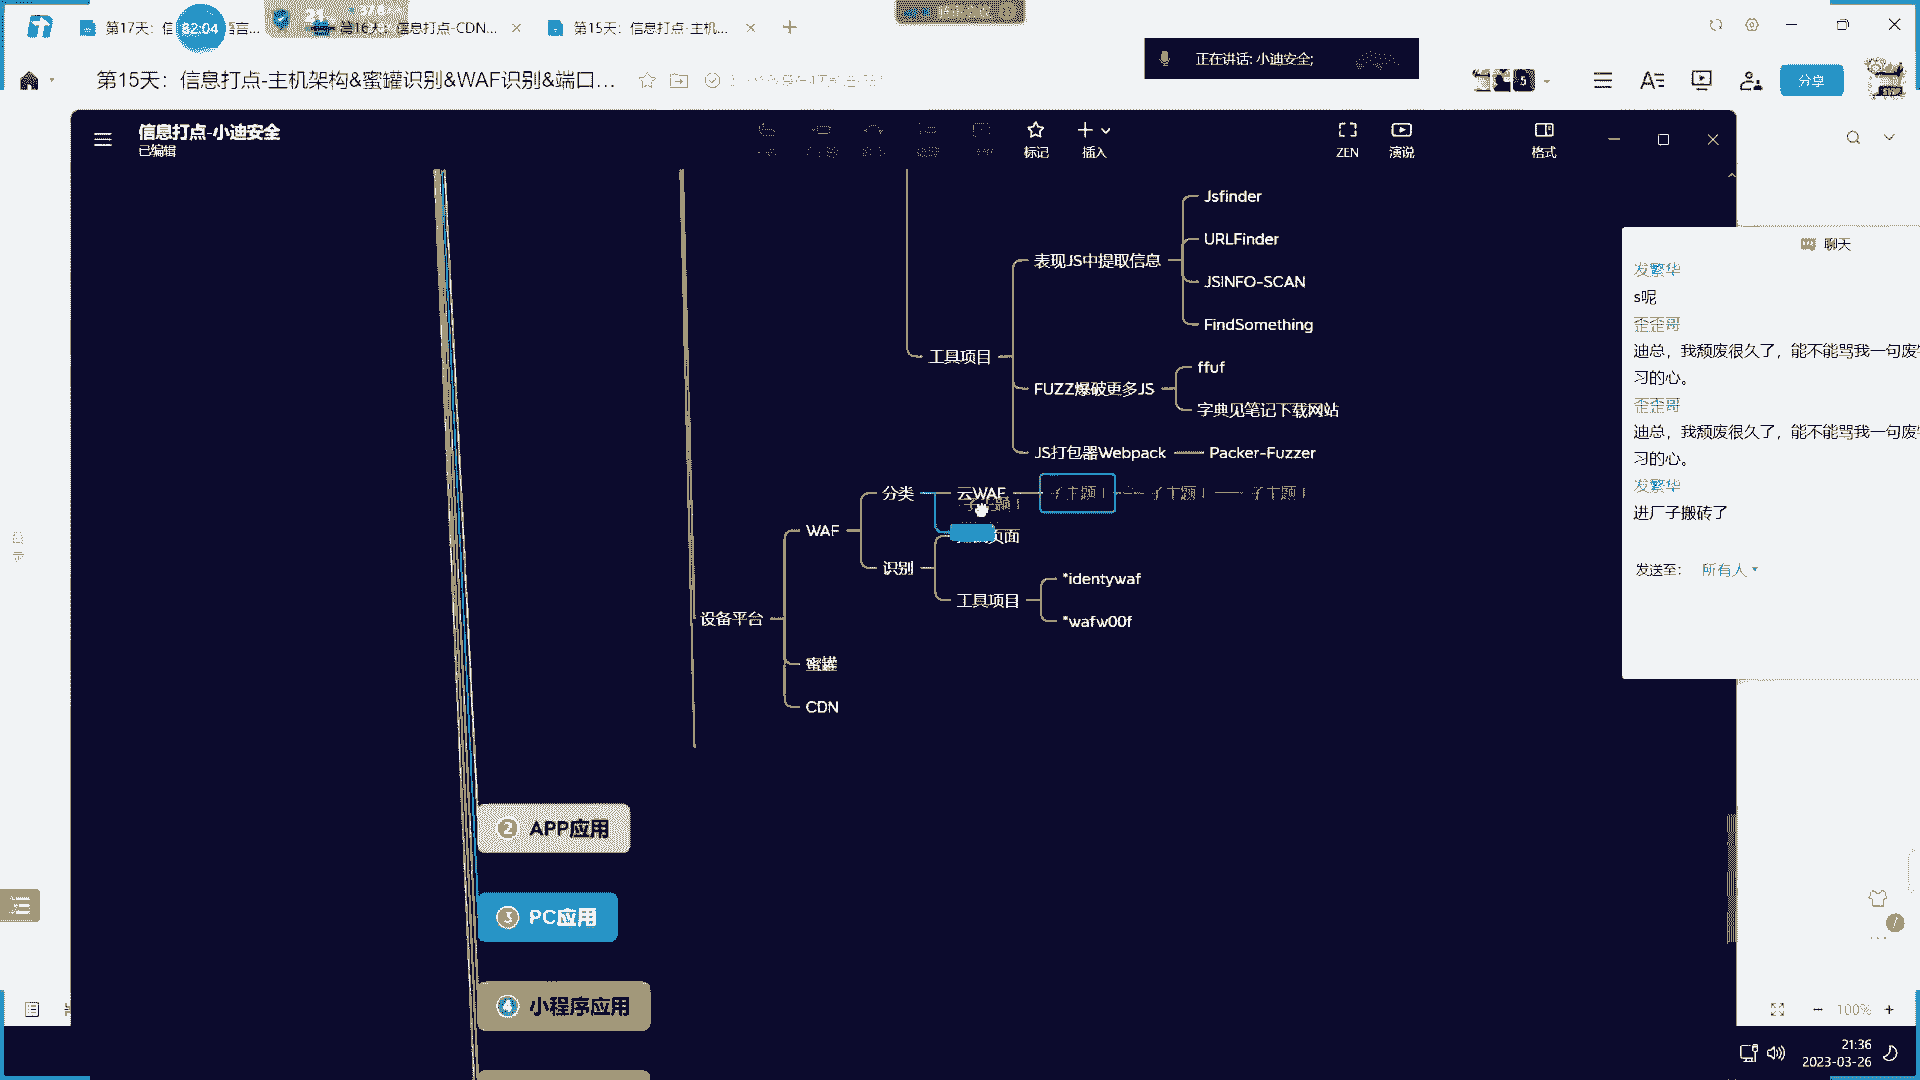 第17天：信
言...
82:04
第16天：信息打点-CDN...
第15天：信息打点-主机...
第15天：信息打点-主机架构&蜜罐识别&WAF识别&端口...
正在讲话: 小迪安全;
5
分享
信息打点-小迪安全
已编辑
标记
插入
ZEN
演说
格式
Jsfinder
URLFinder
表现JS中提取信息
JSINFO-SCAN
FindSomething
工具项目
ffuf
FUZZ爆破更多JS
字典见笔记下载网站
JS打包器Webpack
Packer-Fuzzer
分类
云WAF
子主题 1
子主题 1
子主题 1
WAF
页面
识别
*identywaf
工具项目
*wafw00f
设备平台
蜜罐
CDN
2 APP应用
3 PC应用
4 小程序应用
聊天
发繁华
s呢
歪歪哥
迪总，我颓废很久了，能不能骂我一句废
习的心。
歪歪哥
迪总，我颓废很久了，能不能骂我一句废
习的心。
发繁华
进厂子搬砖了
发送至：
所有人
100%
21:36
2023-03-26